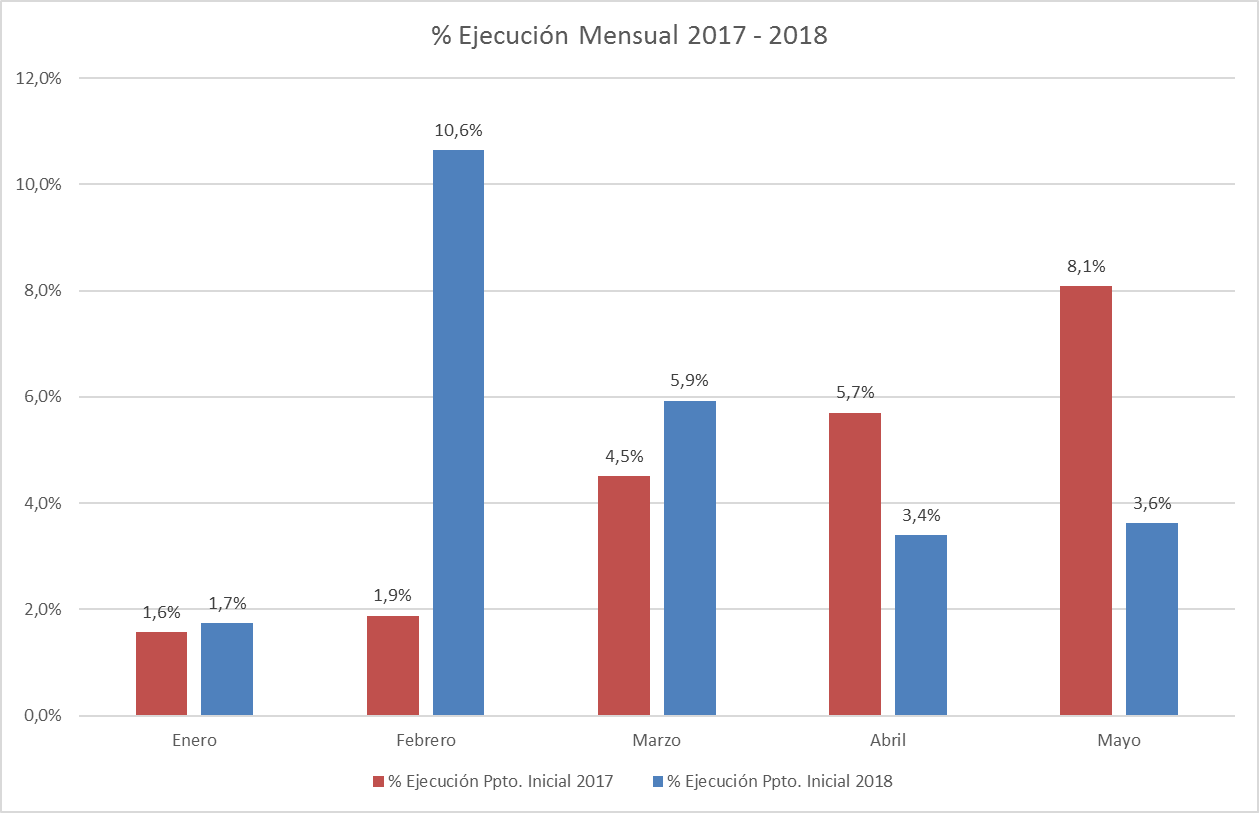 % Ejecución Mensual 2017 - 2018
12,0%
10,0%
8,0%
6,0%
4,0%
2,0%
0,0%
1,6%
1,7%
1,9%
10,6%
4,5%
5,9%
5,7%
3,4%
8,1%
3,6%
Enero
Febrero
Marzo
Abril
Mayo
% Ejecución Ppto. Inicial 2017
% Ejecución Ppto. Inicial 2018